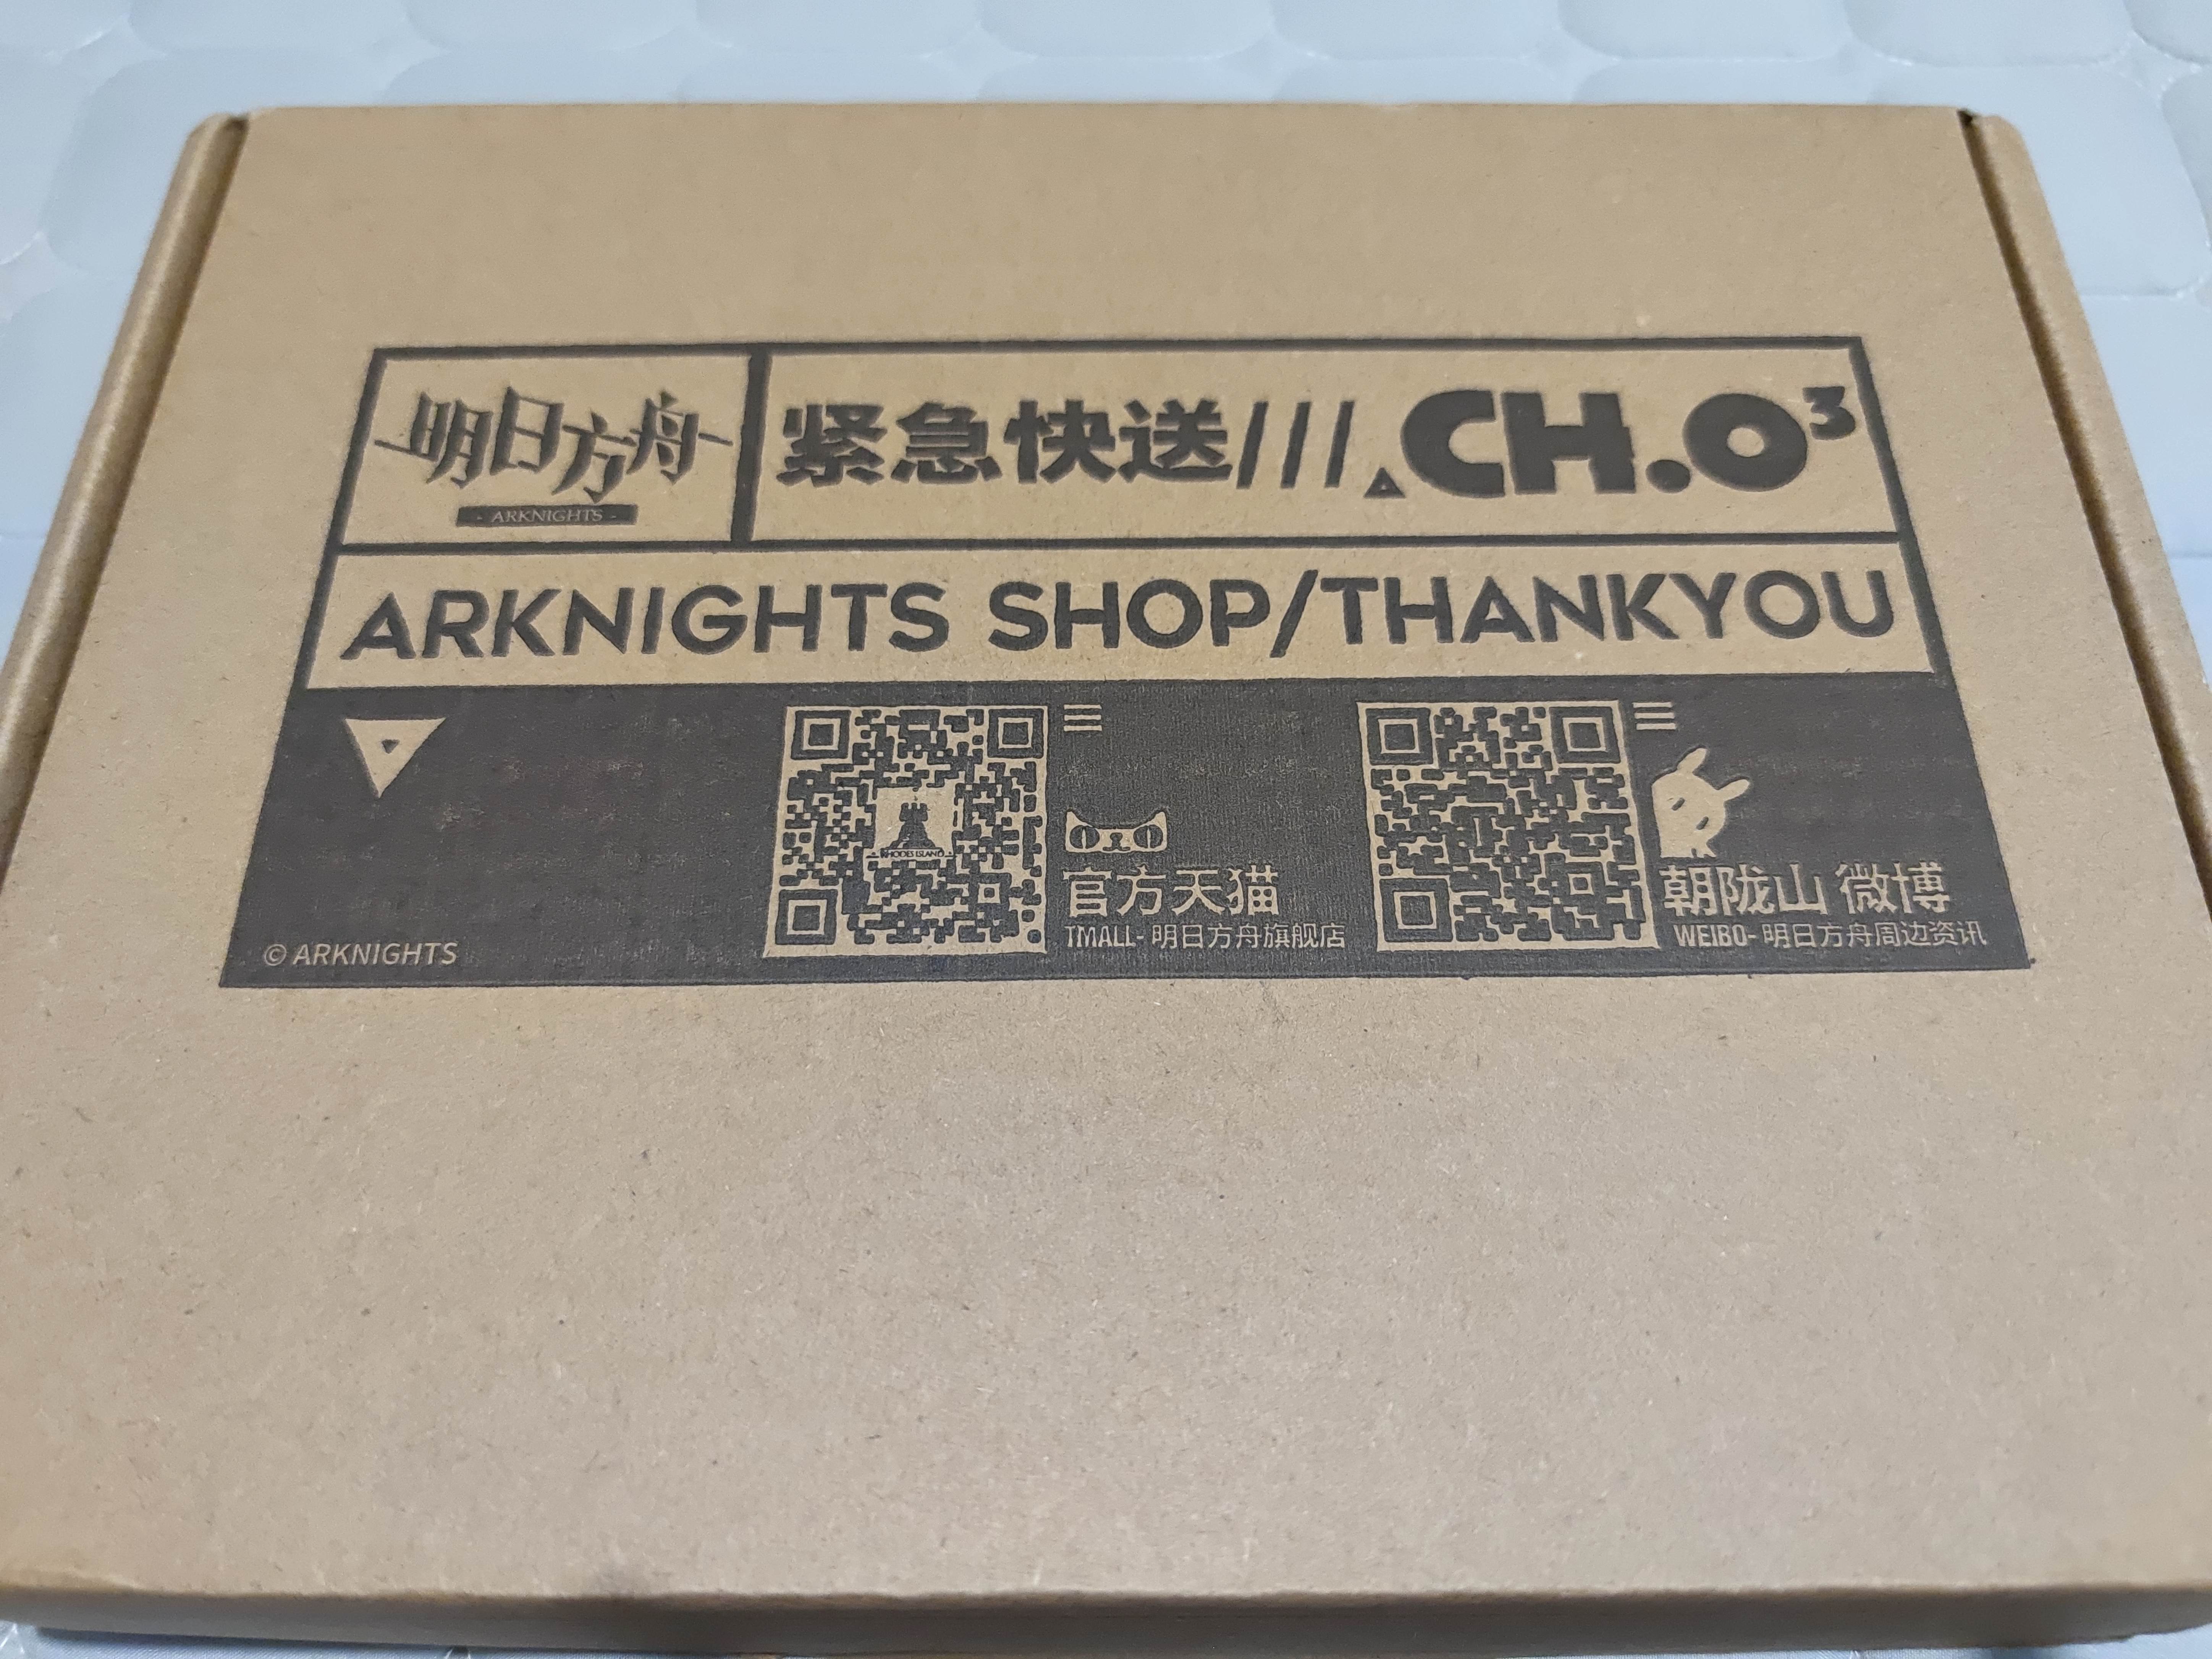 明日方舟
- ARKNIGHTS -
紧急快送///▵CH.O³
ARKNIGHTS SHOP/THANKYOU
RHODES ISLAND
官方天猫
TMALL-明日方舟旗舰店
朝陇山 微博
WEIBO-明日方舟周边资讯
© ARKNIGHTS